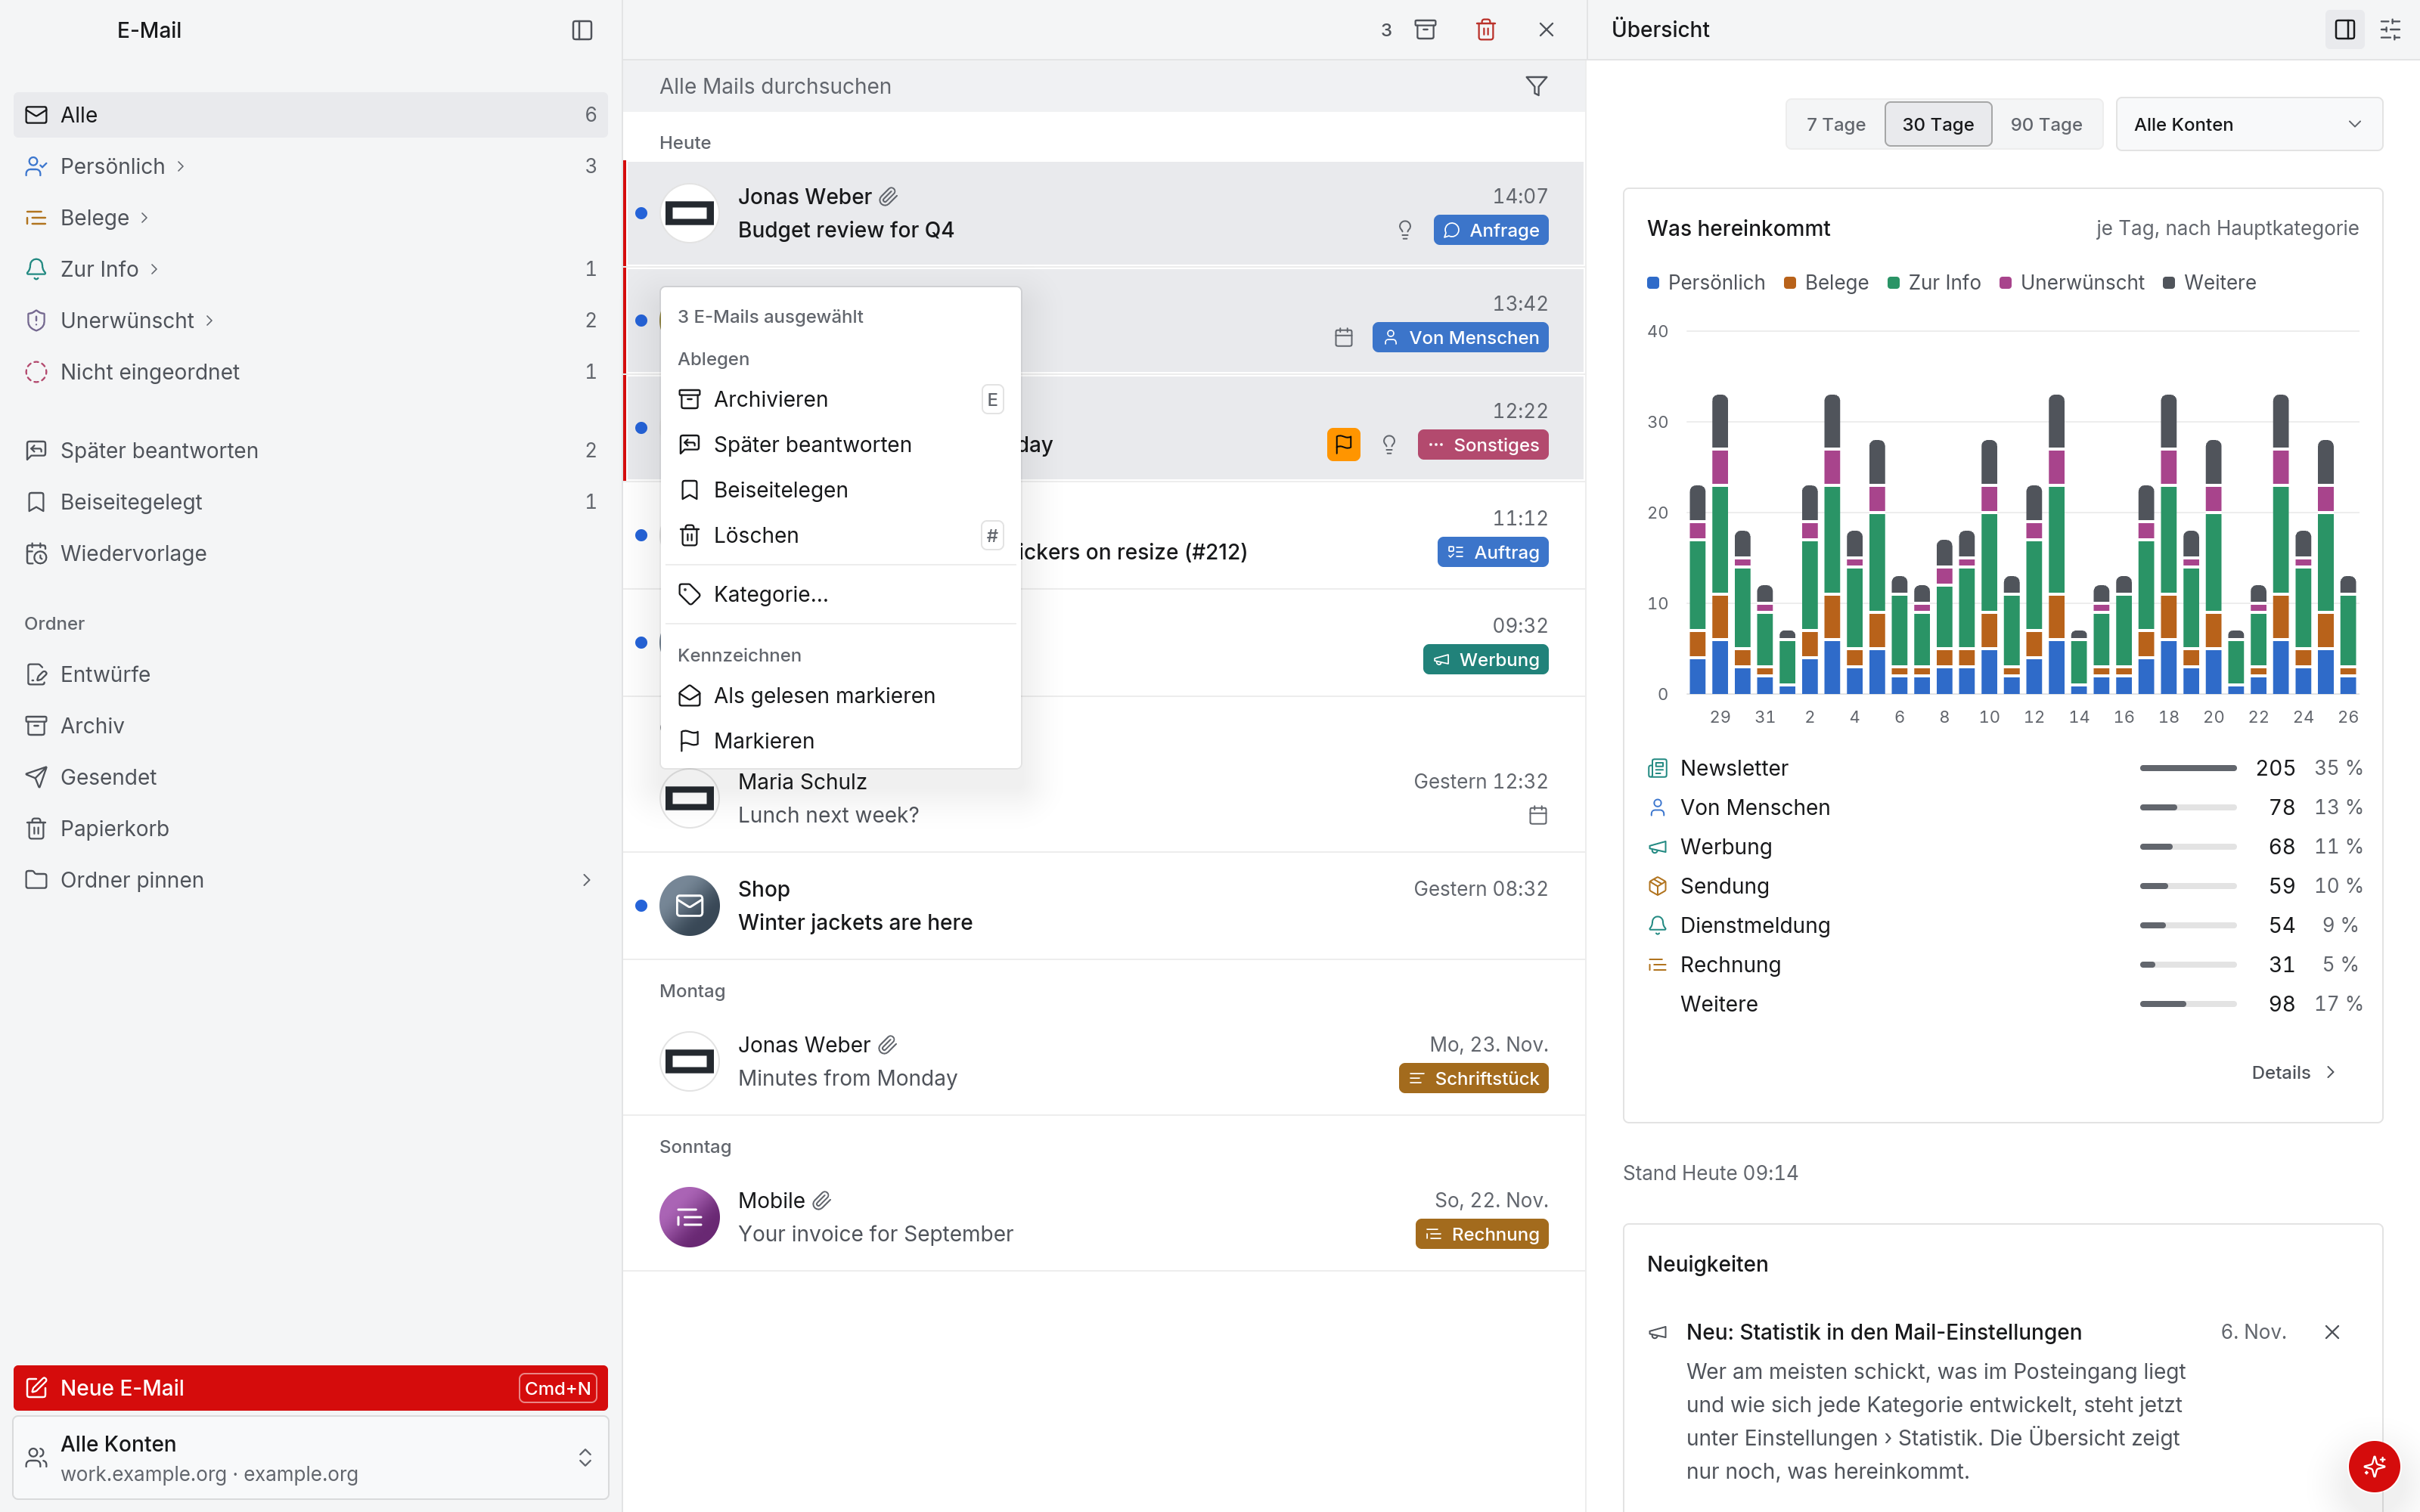 E-Mail
Alle 6
Persönlich 3
Belege
Zur Info 1
Unerwünscht 2
Nicht eingeordnet 1
Später beantworten 2
Beiseitegelegt 1
Wiedervorlage
Ordner
Entwürfe
Archiv
Gesendet
Papierkorb
Ordner pinnen
Neue E-Mail Cmd+N
Alle Konten
work.example.org · example.org
3
Alle Mails durchsuchen
Heute
Jonas Weber 14:07
Budget review for Q4 Anfrage
13:42
Von Menschen
12:22
day Sonstiges
11:12
ickers on resize (#212) Auftrag
09:32
Werbung
3 E-Mails ausgewählt
Ablegen
Archivieren E
Später beantworten
Beiseitelegen
Löschen #
Kategorie...
Kennzeichnen
Als gelesen markieren
Markieren
Maria Schulz Gestern 12:32
Lunch next week?
Shop Gestern 08:32
Winter jackets are here
Montag
Jonas Weber Mo, 23. Nov.
Minutes from Monday Schriftstück
Sonntag
Mobile So, 22. Nov.
Your invoice for September Rechnung
Übersicht
7 Tage 30 Tage 90 Tage Alle Konten
Was hereinkommt je Tag, nach Hauptkategorie
Persönlich Belege Zur Info Unerwünscht Weitere
40
30
20
10
0
29 31 2 4 6 8 10 12 14 16 18 20 22 24 26
Newsletter 205 35 %
Von Menschen 78 13 %
Werbung 68 11 %
Sendung 59 10 %
Dienstmeldung 54 9 %
Rechnung 31 5 %
Weitere 98 17 %
Details
Stand Heute 09:14
Neuigkeiten
Neu: Statistik in den Mail-Einstellungen 6. Nov.
Wer am meisten schickt, was im Posteingang liegt
und wie sich jede Kategorie entwickelt, steht jetzt
unter Einstellungen › Statistik. Die Übersicht zeigt
nur noch, was hereinkommt.